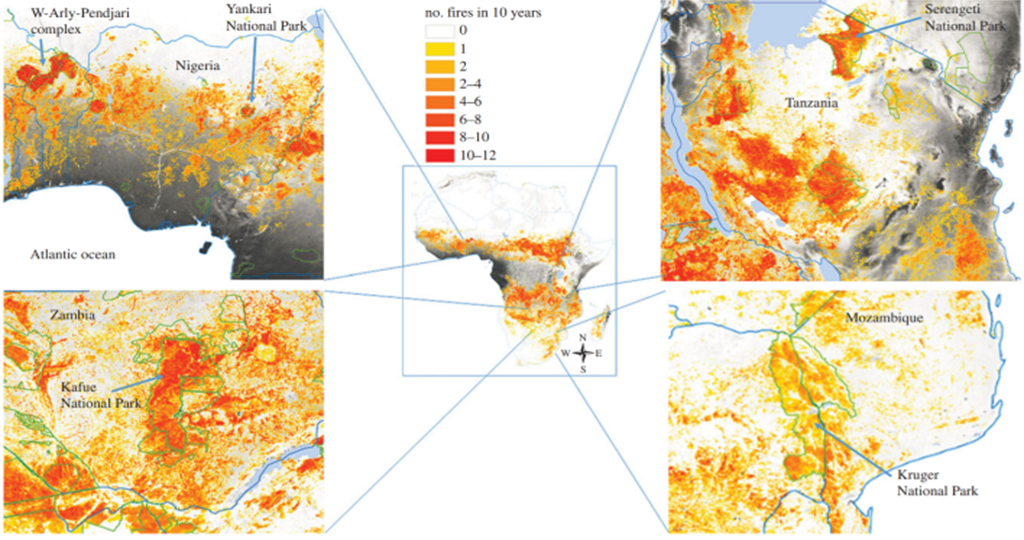 W-Arly-Pendjari
complex
Yankari
National Park
Nigeria
Atlantic ocean
no. fires in 10 years
0
1
2
2–4
4–6
6–8
8–10
10–12
Serengeti
National Park
Tanzania
Zambia
Kafue
National Park
N
W E
S
Mozambique
Kruger
National Park